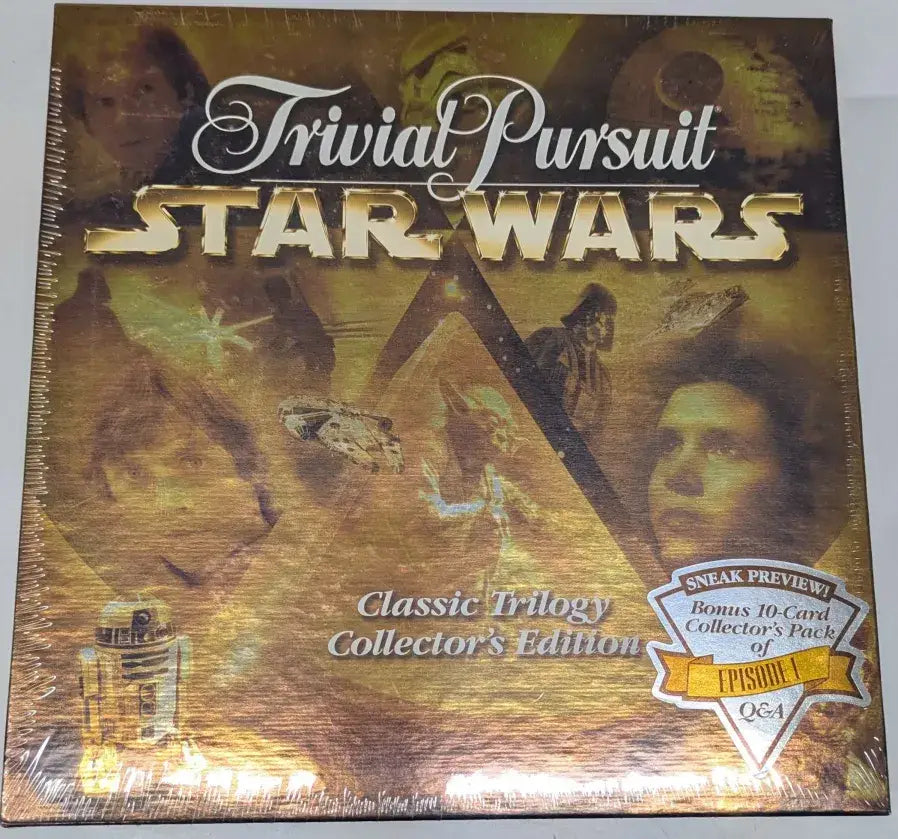 Trivial Pursuit®
STAR WARS
Classic Trilogy
Collector's Edition
SNEAK PREVIEW!
Bonus 10-Card
Collector's Pack
of
EPISODE I
Q&A